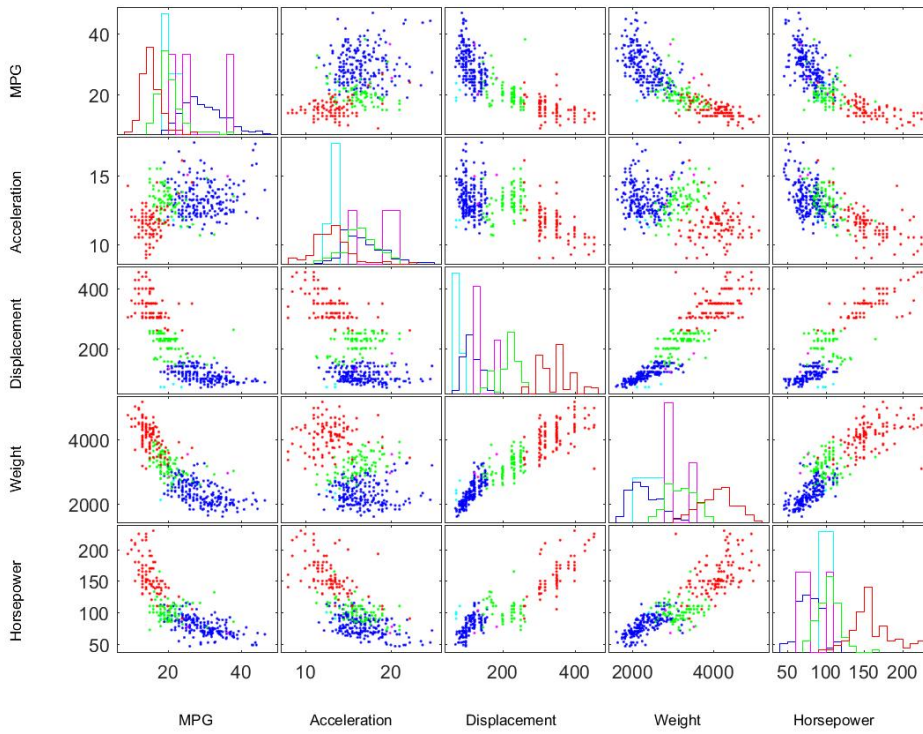 MPG
40
20
Acceleration
15
10
Displacement
400
200
Weight
4000
2000
Horsepower
200
150
100
50
20 40
10 20
200 400
2000 4000
50 100 150 200
MPG Acceleration Displacement Weight Horsepower